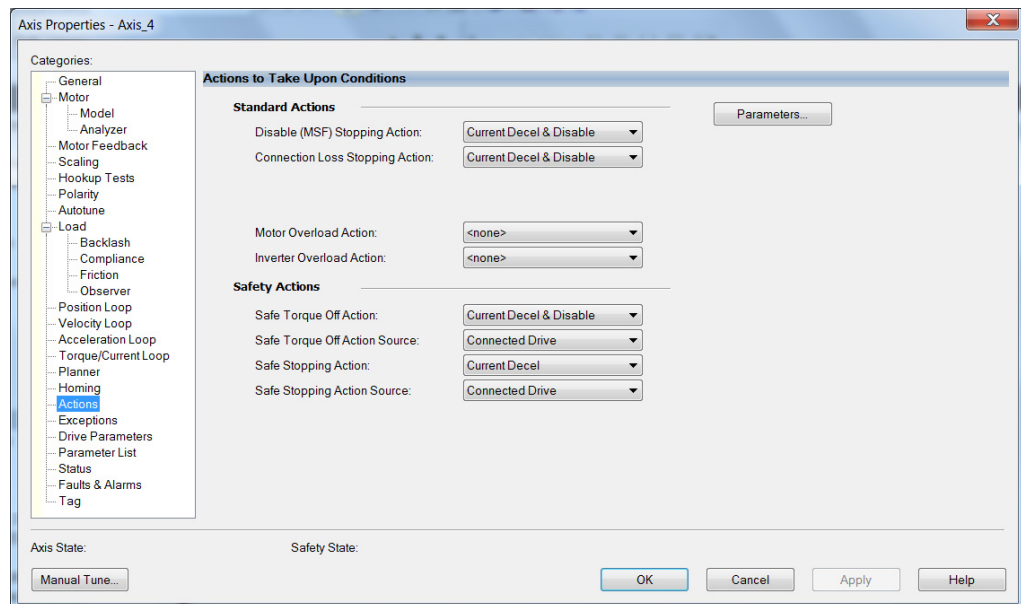 Axis Properties - Axis_4
X
Categories:
General
Motor
Model
Analyzer
Motor Feedback
Scaling
Hookup Tests
Polarity
Autotune
Load
Backlash
Compliance
Friction
Observer
Position Loop
Velocity Loop
Acceleration Loop
Torque/Current Loop
Planner
Homing
Actions
Exceptions
Drive Parameters
Parameter List
Status
Faults & Alarms
Tag
Actions to Take Upon Conditions
Standard Actions
Parameters...
Disable (MSF) Stopping Action: Current Decel & Disable
Connection Loss Stopping Action: Current Decel & Disable
Motor Overload Action: <none>
Inverter Overload Action: <none>
Safety Actions
Safe Torque Off Action: Current Decel & Disable
Safe Torque Off Action Source: Connected Drive
Safe Stopping Action: Current Decel
Safe Stopping Action Source: Connected Drive
Axis State: Safety State:
Manual Tune... OK Cancel Apply Help